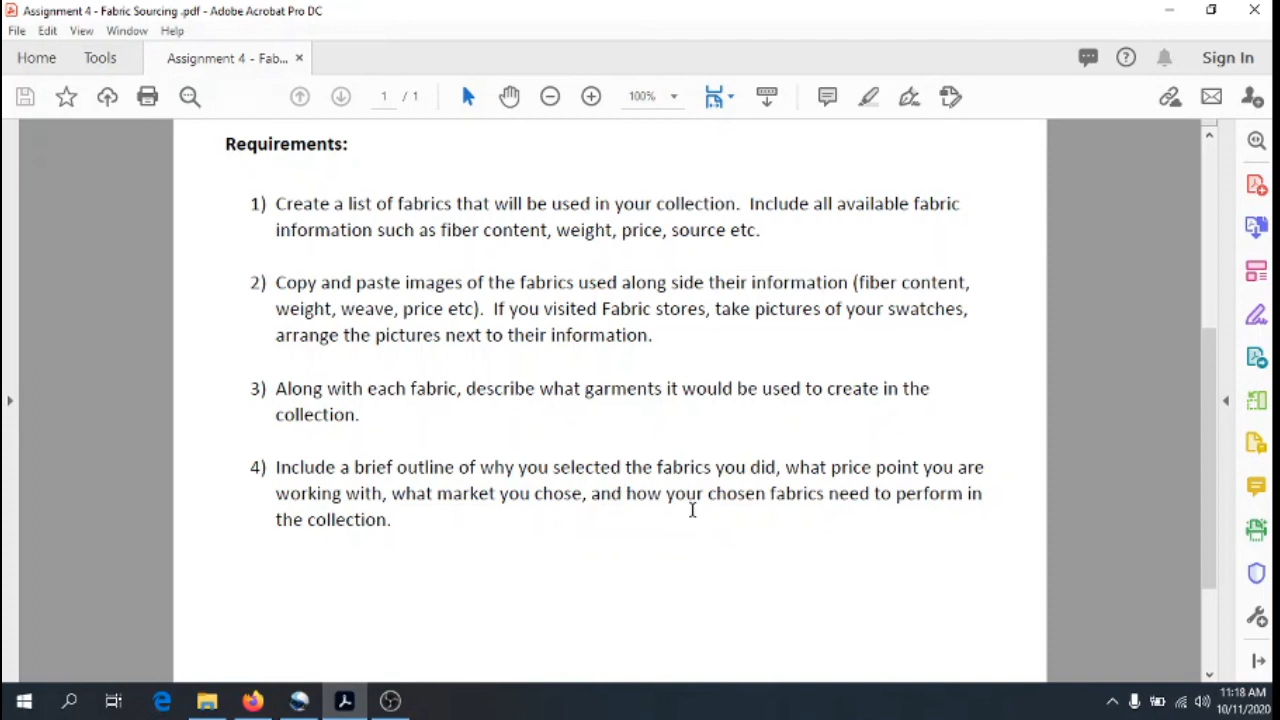 Assignment 4 - Fabric Sourcing .pdf - Adobe Acrobat Pro DC
File Edit View Window Help
Home Tools Assignment 4 - Fab... × Sign In
1 / 1 100%
Requirements:
1) Create a list of fabrics that will be used in your collection.  Include all available fabric
information such as fiber content, weight, price, source etc.
2) Copy and paste images of the fabrics used along side their information (fiber content,
weight, weave, price etc).  If you visited Fabric stores, take pictures of your swatches,
arrange the pictures next to their information.
3) Along with each fabric, describe what garments it would be used to create in the
collection.
4) Include a brief outline of why you selected the fabrics you did, what price point you are
working with, what market you chose, and how your chosen fabrics need to perform in
the collection.
11:18 AM
10/11/2020